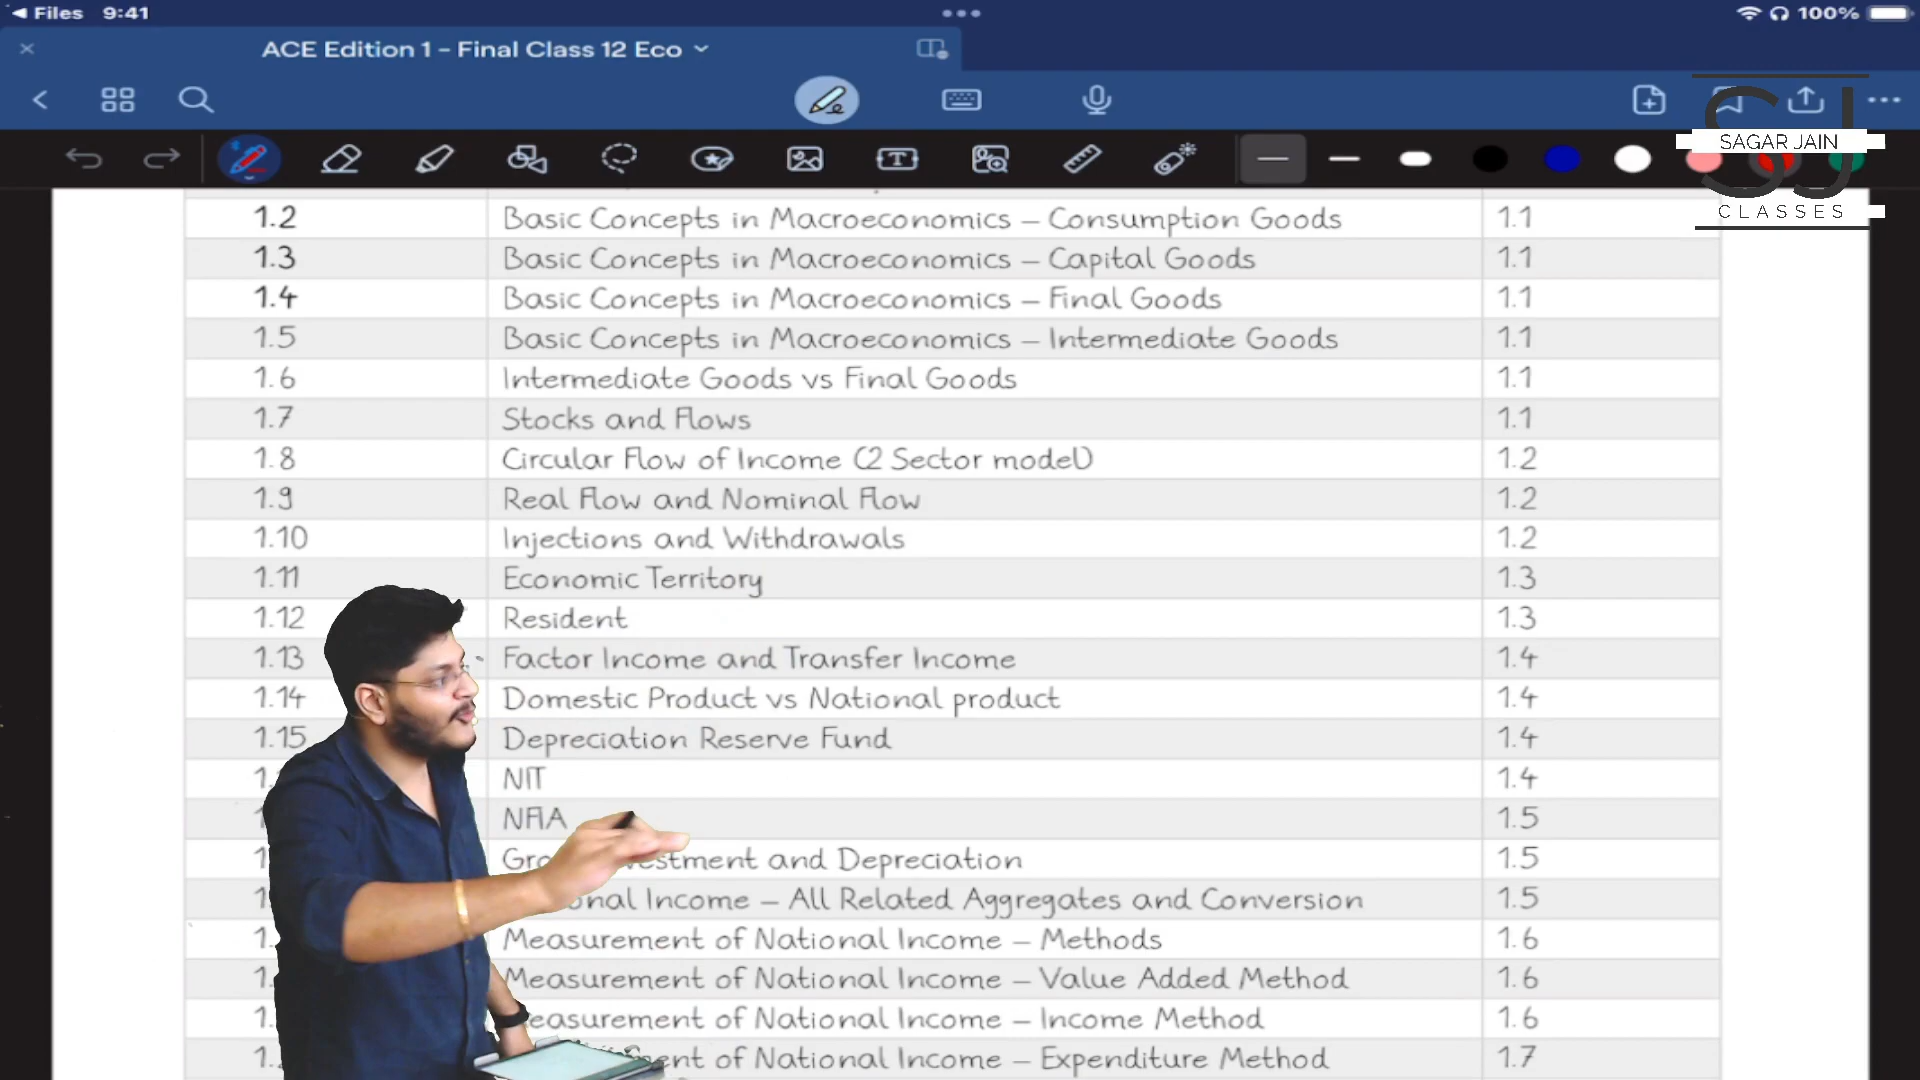 Files 9:41
100%
ACE Edition 1 - Final Class 12 Eco
SAGAR JAIN
CLASSES
1.2 Basic Concepts in Macroeconomics – Consumption Goods 1.1
1.3 Basic Concepts in Macroeconomics – Capital Goods 1.1
1.4 Basic Concepts in Macroeconomics – Final Goods 1.1
1.5 Basic Concepts in Macroeconomics – Intermediate Goods 1.1
1.6 Intermediate Goods vs Final Goods 1.1
1.7 Stocks and Flows 1.1
1.8 Circular Flow of Income (2 Sector model) 1.2
1.9 Real Flow and Nominal Flow 1.2
1.10 Injections and Withdrawals 1.2
1.11 Economic Territory 1.3
1.12 Resident 1.3
1.13 Factor Income and Transfer Income 1.4
1.14 Domestic Product vs National product 1.4
1.15 Depreciation Reserve Fund 1.4
NIT 1.4
NFIA 1.5
and Depreciation 1.5
Income – All Related Aggregates and Conversion 1.5
Measurement of National Income – Methods 1.6
Measurement of National Income – Value Added Method 1.6
of National Income – Income Method 1.6
of National Income – Expenditure Method 1.7